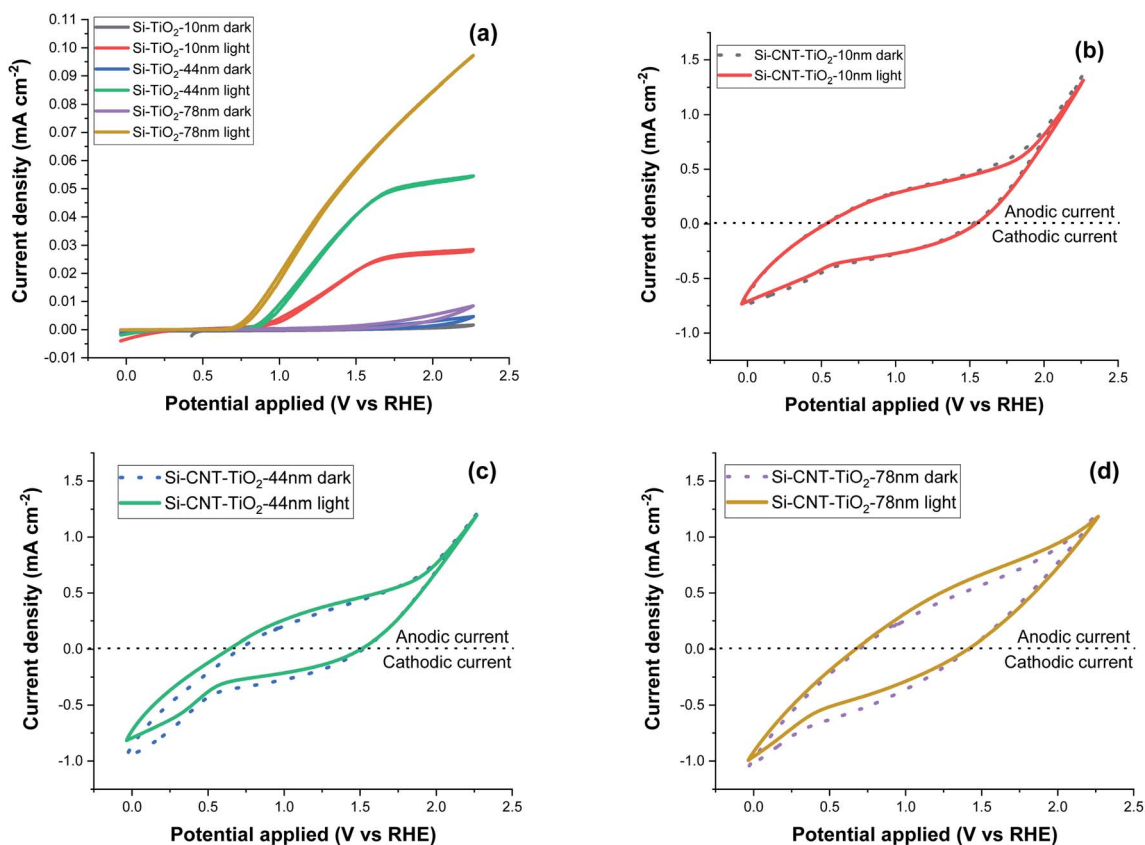 (a)
Si-TiO₂-10nm dark
Si-TiO₂-10nm light
Si-TiO₂-44nm dark
Si-TiO₂-44nm light
Si-TiO₂-78nm dark
Si-TiO₂-78nm light
Current density (mA cm⁻²)
0.11
0.10
0.09
0.08
0.07
0.06
0.05
0.04
0.03
0.02
0.01
0.00
-0.01
0.0 0.5 1.0 1.5 2.0 2.5
Potential applied (V vs RHE)
(b)
Si-CNT-TiO₂-10nm dark
Si-CNT-TiO₂-10nm light
Current density (mA cm⁻²)
1.5
1.0
0.5
0.0
-0.5
-1.0
Anodic current
Cathodic current
0.0 0.5 1.0 1.5 2.0 2.5
Potential applied (V vs RHE)
(c)
Si-CNT-TiO₂-44nm dark
Si-CNT-TiO₂-44nm light
Current density (mA cm⁻²)
1.5
1.0
0.5
0.0
-0.5
-1.0
Anodic current
Cathodic current
0.0 0.5 1.0 1.5 2.0 2.5
Potential applied (V vs RHE)
(d)
Si-CNT-TiO₂-78nm dark
Si-CNT-TiO₂-78nm light
Current density (mA cm⁻²)
1.5
1.0
0.5
0.0
-0.5
-1.0
Anodic current
Cathodic current
0.0 0.5 1.0 1.5 2.0 2.5
Potential applied (V vs RHE)